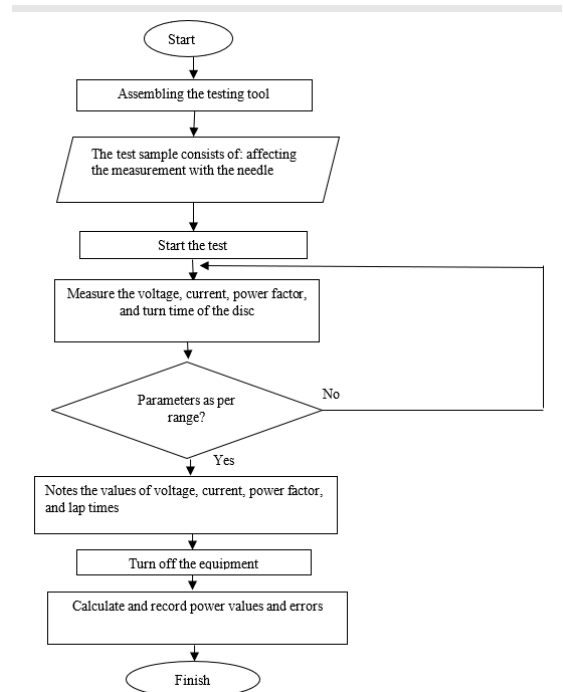 Start
Assembling the testing tool
The test sample consists of: affecting
the measurement with the needle
Start the test
Measure the voltage, current, power factor,
and turn time of the disc
Parameters as per
range?
No
Yes
Notes the values of voltage, current, power factor,
and lap times
Turn off the equipment
Calculate and record power values and errors
Finish